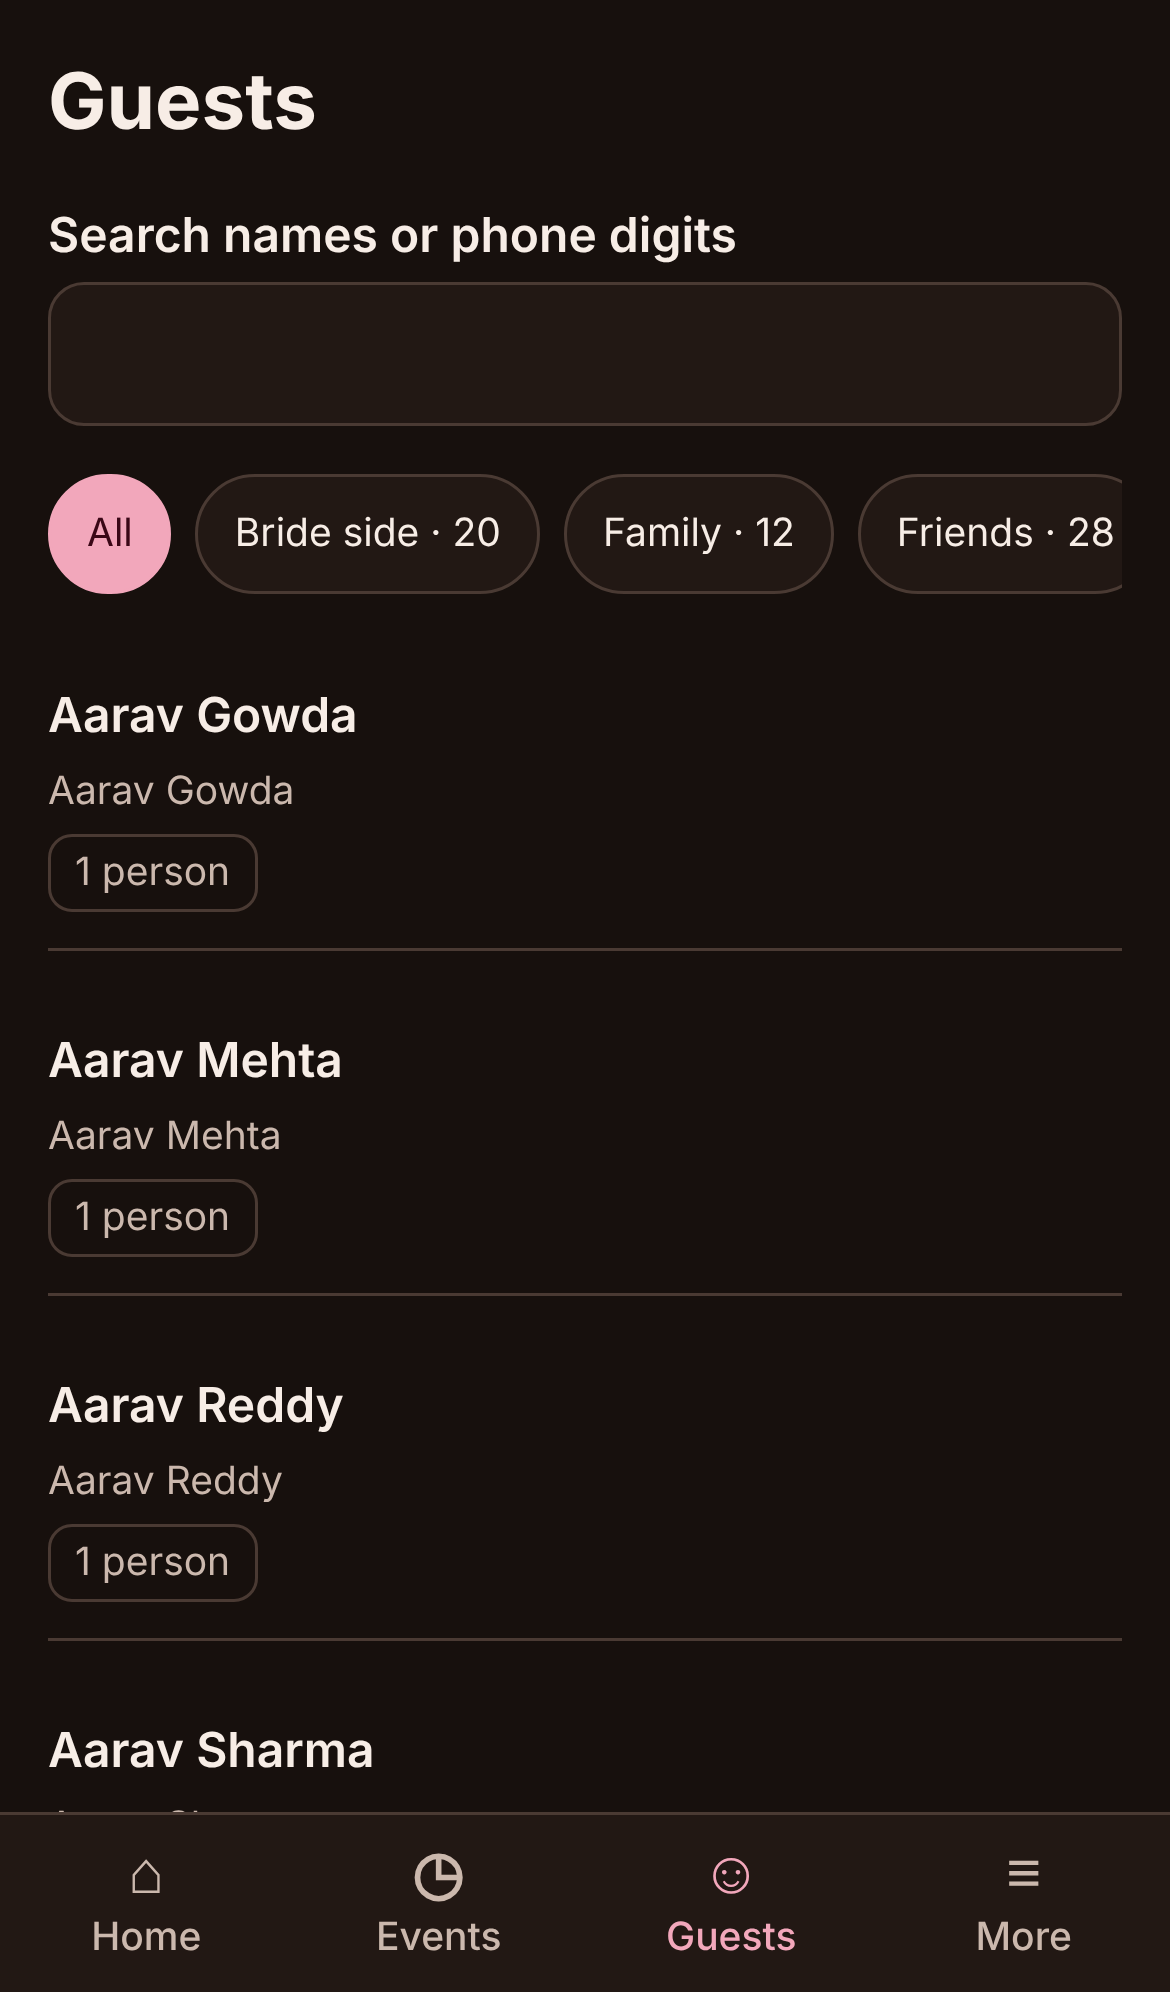 Guests
Search names or phone digits
All
Bride side · 20
Family · 12
Friends · 28
Aarav Gowda
Aarav Gowda
1 person
Aarav Mehta
Aarav Mehta
1 person
Aarav Reddy
Aarav Reddy
1 person
Aarav Sharma
Home
Events
Guests
More